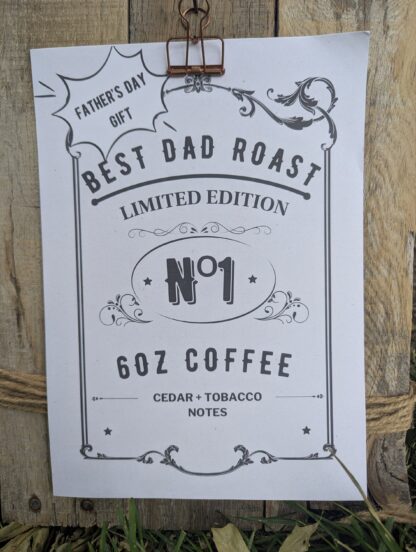 FATHER'S DAY
GIFT
BEST DAD ROAST
LIMITED EDITION
Nº1
6OZ COFFEE
CEDAR + TOBACCO
NOTES